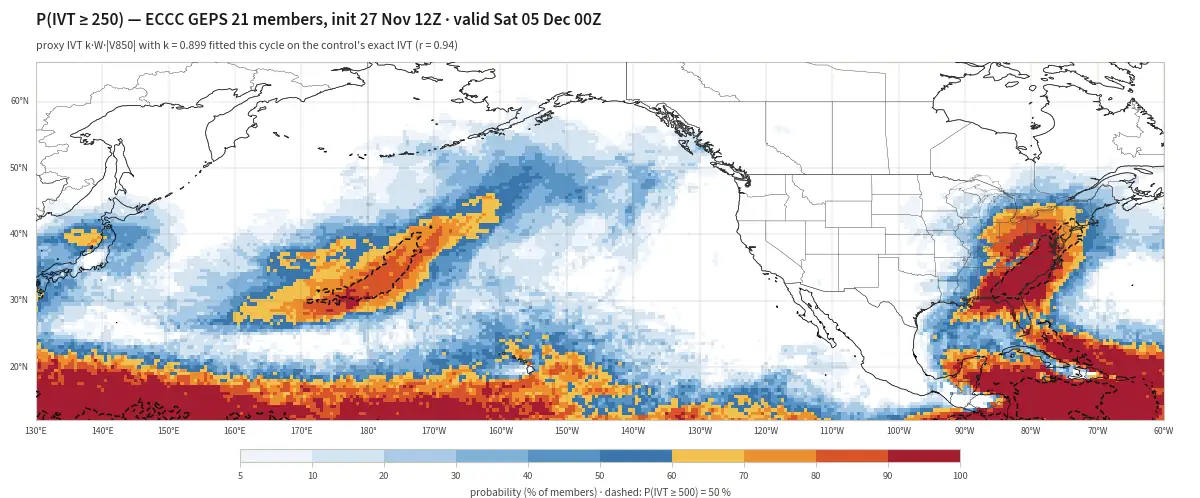 P(IVT ≥ 250) — ECCC GEPS 21 members, init 27 Nov 12Z · valid Sat 05 Dec 00Z
proxy IVT k·W·|V850| with k = 0.899 fitted this cycle on the control's exact IVT (r = 0.94)
60°N
50°N
40°N
30°N
20°N
130°E 140°E 150°E 160°E 170°E 180° 170°W 160°W 150°W 140°W 130°W 120°W 110°W 100°W 90°W 80°W 70°W 60°W
5 10 20 30 40 50 60 70 80 90 100
probability (% of members) · dashed: P(IVT ≥ 500) = 50 %